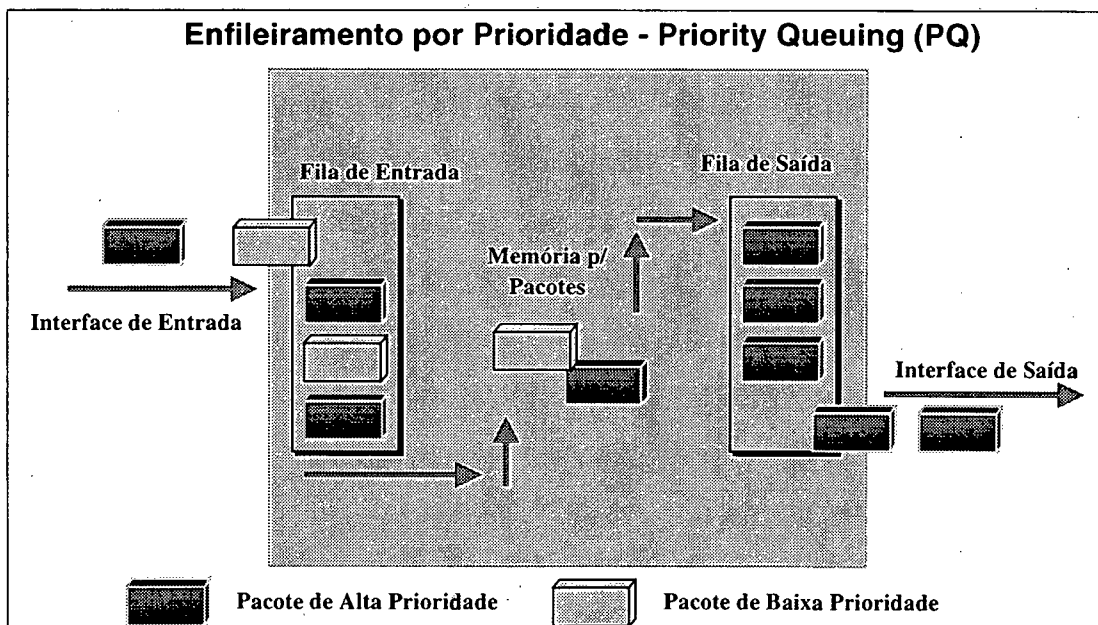 Enfileiramento por Prioridade - Priority Queuing (PQ)
Fila de Entrada
Fila de Saída
Memória p/
Pacotes
Interface de Entrada
Interface de Saída
Pacote de Alta Prioridade
Pacote de Baixa Prioridade